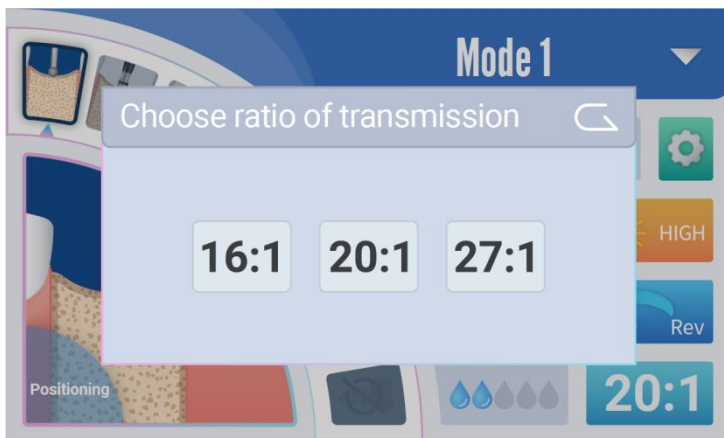 Mode 1
Choose ratio of transmission
16:1 20:1 27:1
HIGH
Rev
Positioning
20:1